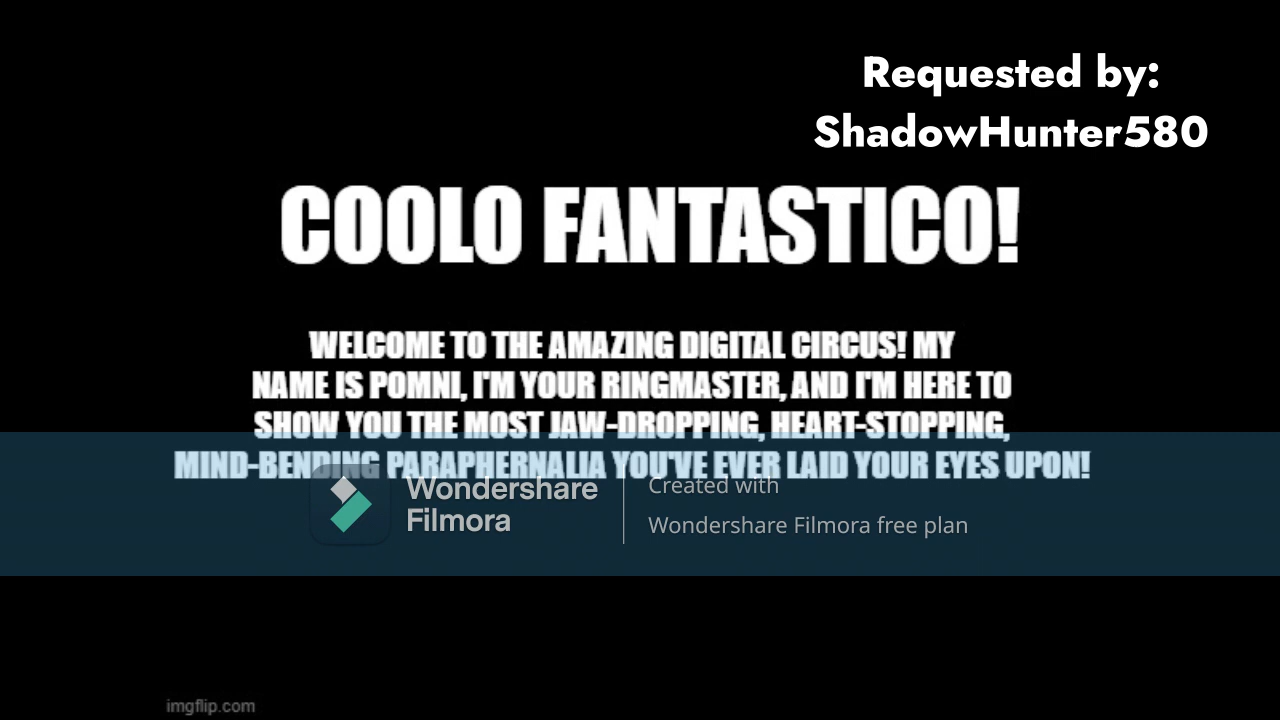 Requested by:
ShadowHunter580
COOLO FANTASTICO!
WELCOME TO THE AMAZING DIGITAL CIRCUS! MY
NAME IS POMNI, I'M YOUR RINGMASTER, AND I'M HERE TO
SHOW YOU THE MOST JAW-DROPPING, HEART-STOPPING,
MIND-BENDING PARAPHERNALIA YOU'VE EVER LAID YOUR EYES UPON!
Wondershare
Filmora
Created with
Wondershare Filmora free plan
imgflip.com